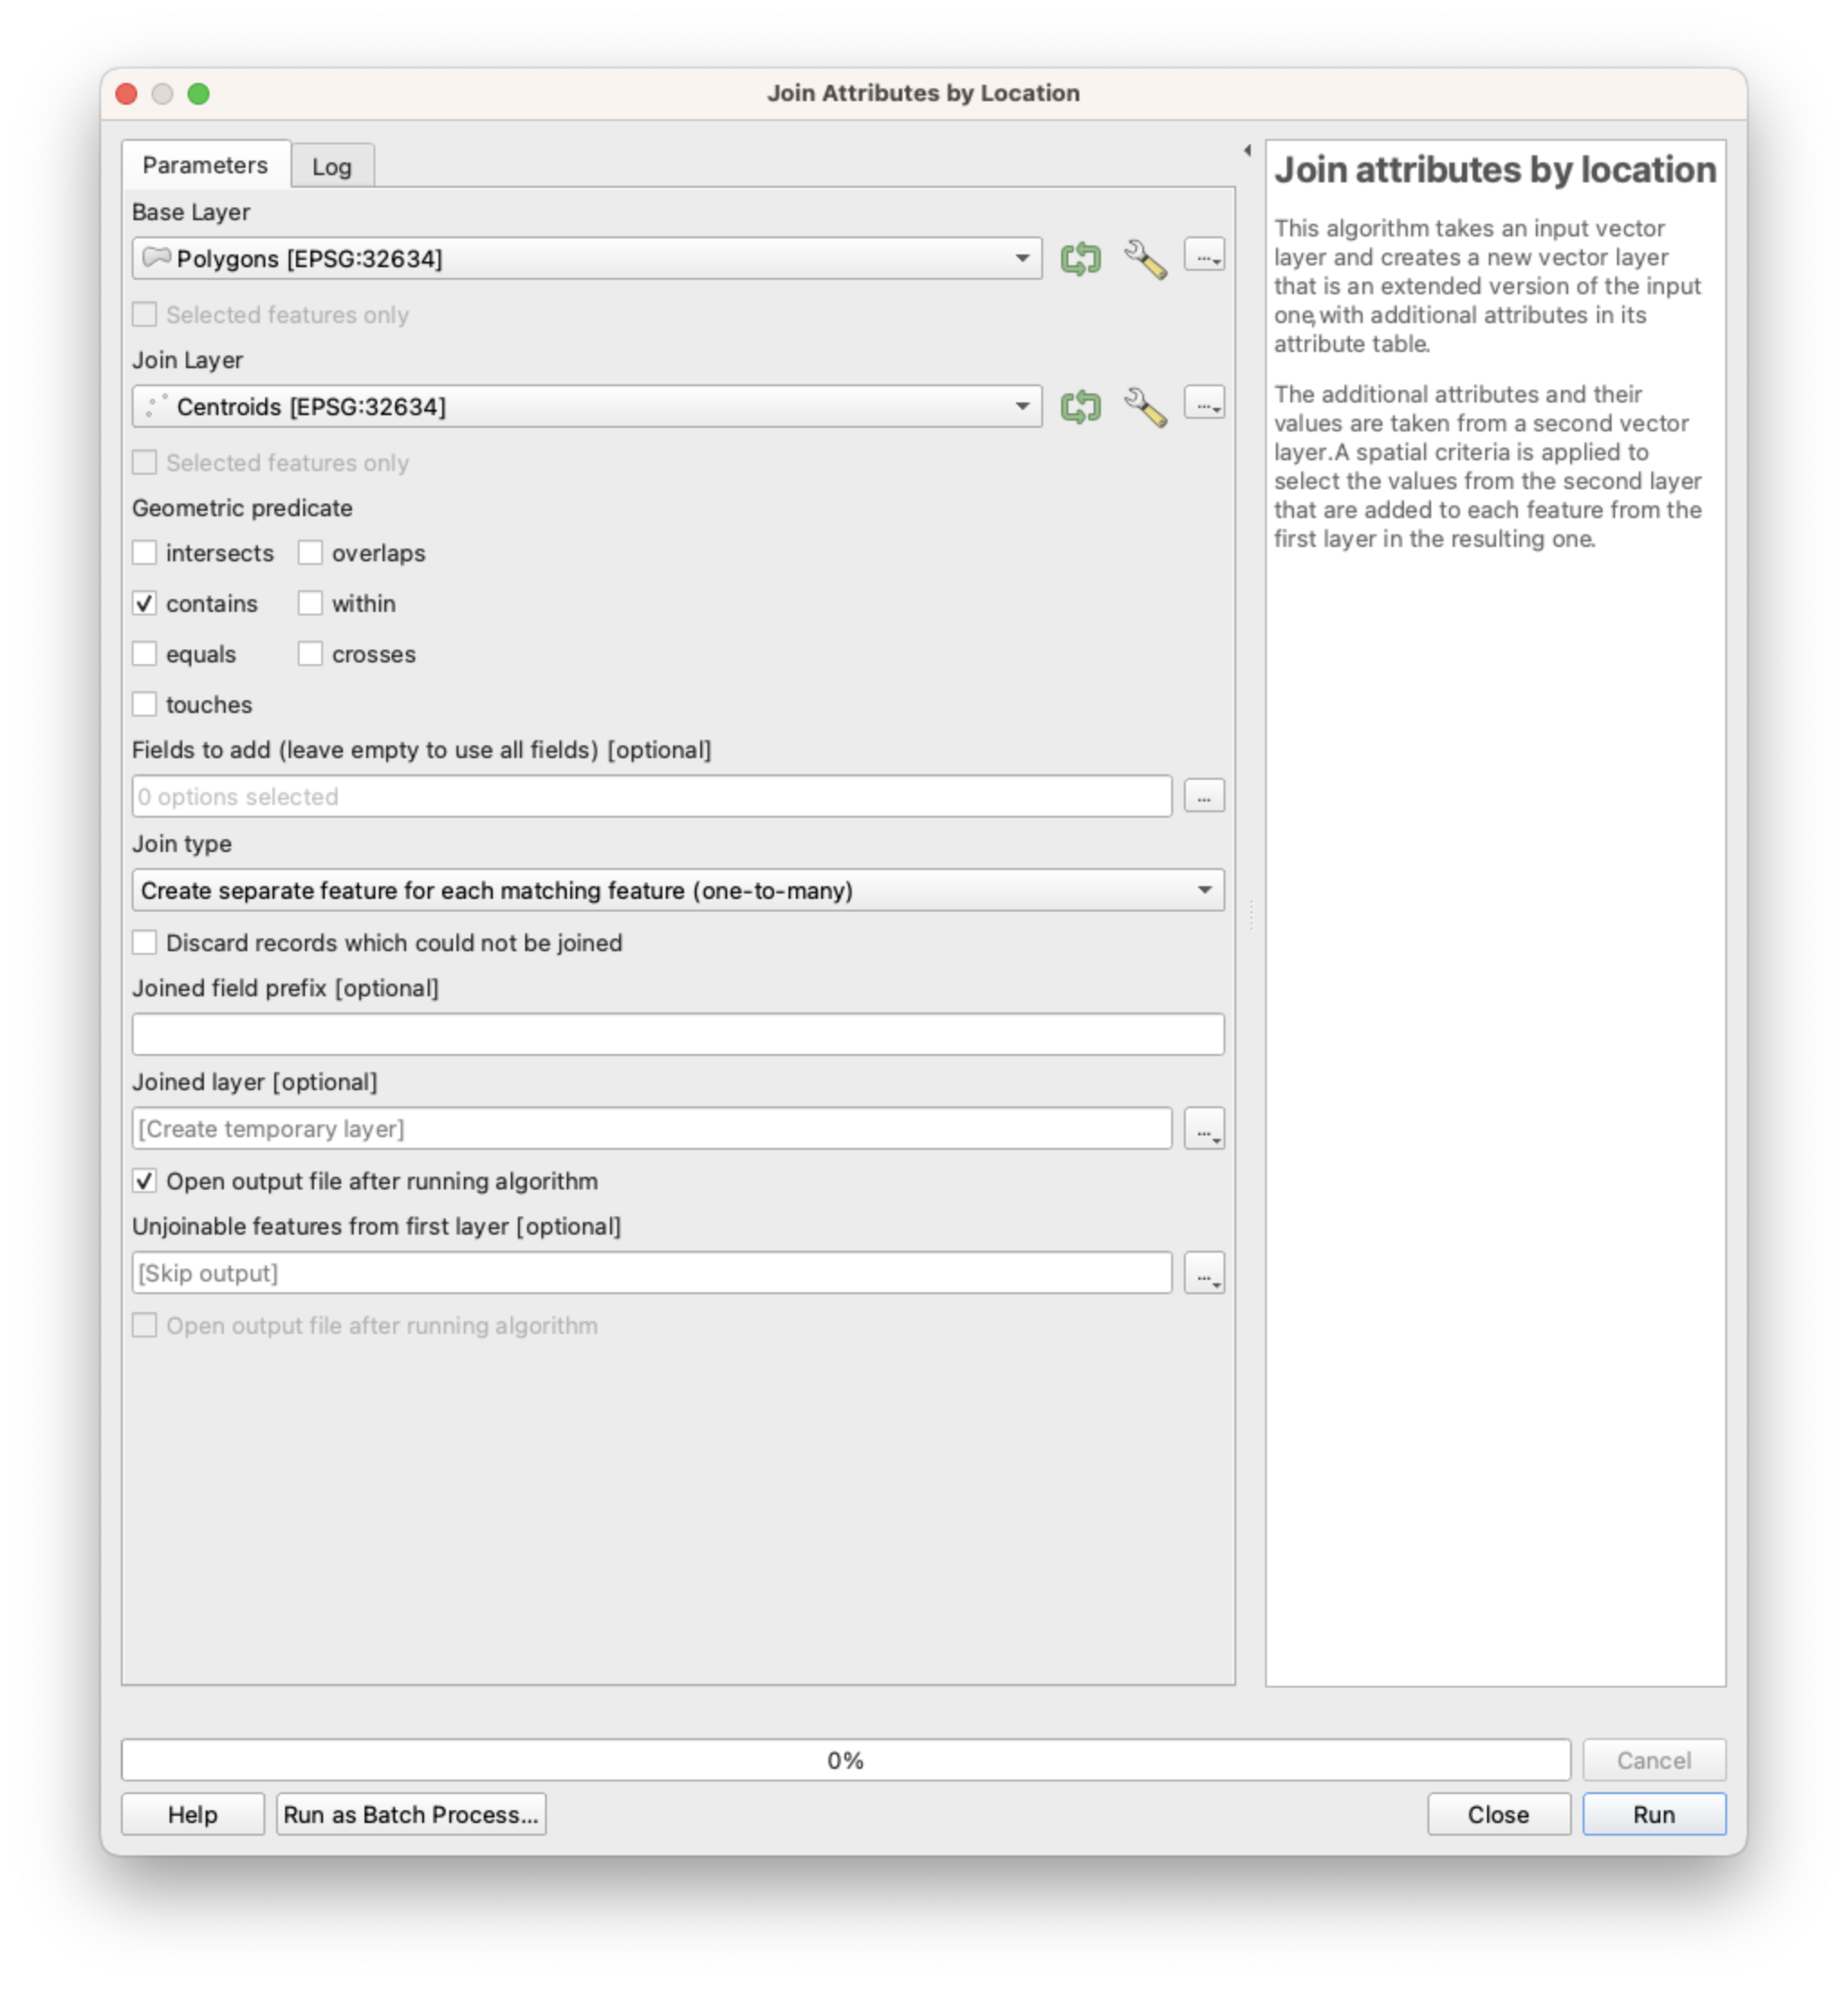 Join Attributes by Location
Parameters
Log
Base Layer
Polygons [EPSG:32634]
...
Selected features only
Join Layer
Centroids [EPSG:32634]
...
Selected features only
Geometric predicate
intersects
overlaps
contains
within
equals
crosses
touches
Fields to add (leave empty to use all fields) [optional]
0 options selected
...
Join type
Create separate feature for each matching feature (one-to-many)
Discard records which could not be joined
Joined field prefix [optional]
Joined layer [optional]
[Create temporary layer]
...
Open output file after running algorithm
Unjoinable features from first layer [optional]
[Skip output]
...
Open output file after running algorithm
Join attributes by location
This algorithm takes an input vector
layer and creates a new vector layer
that is an extended version of the input
one, with additional attributes in its
attribute table.
The additional attributes and their
values are taken from a second vector
layer. A spatial criteria is applied to
select the values from the second layer
that are added to each feature from the
first layer in the resulting one.
0%
Cancel
Help
Run as Batch Process...
Close
Run